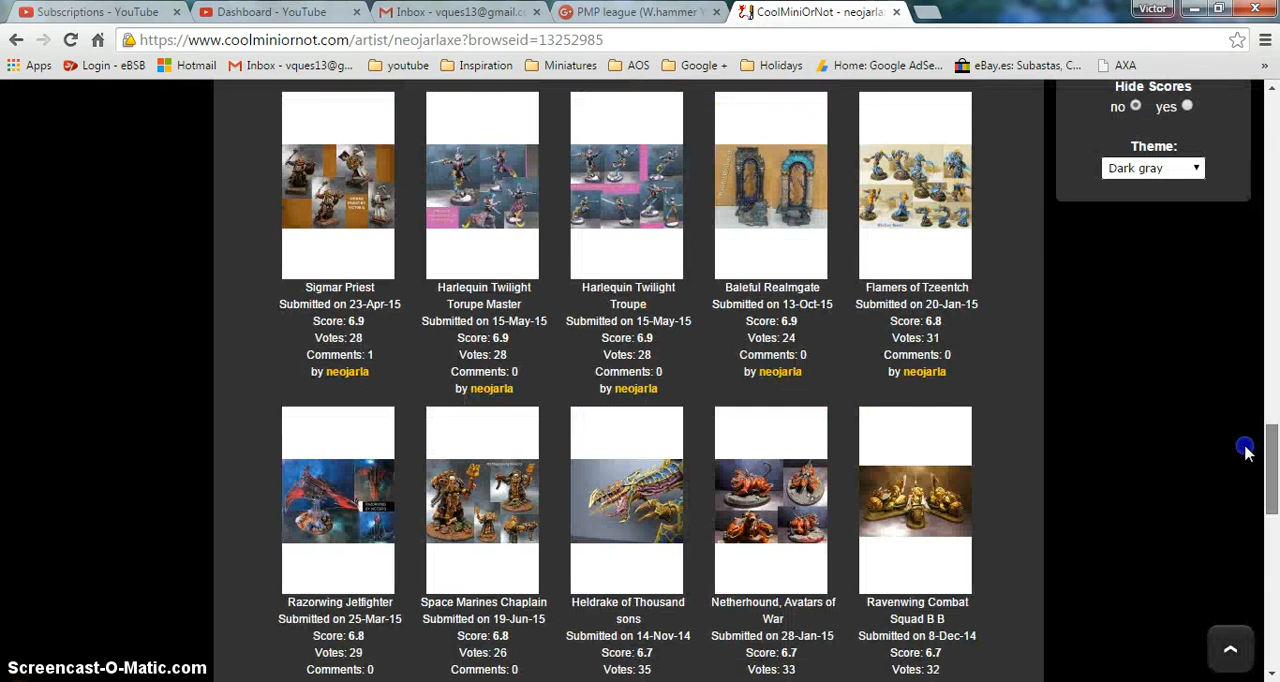 Subscriptions - YouTube
Dashboard - YouTube
Inbox - vques13@gmail.c
PMP league (W.hammer Y
CoolMiniOrNot - neojarla
Victor
https://www.coolminiornot.com/artist/neojarlaxe?browseid=13252985
Apps
Login - eBSB
Hotmail
Inbox - vques13@g...
youtube
Inspiration
Miniatures
AOS
Google +
Holidays
Home: Google AdSe...
eBay.es: Subastas, C...
AXA
»
Hide Scores
no yes
Theme:
Dark gray
Sigmar Priest
Submitted on 23-Apr-15
Score: 6.9
Votes: 28
Comments: 1
by neojarla
Harlequin Twilight
Torupe Master
Submitted on 15-May-15
Score: 6.9
Votes: 28
Comments: 0
by neojarla
Harlequin Twilight
Troupe
Submitted on 15-May-15
Score: 6.9
Votes: 28
Comments: 0
by neojarla
Baleful Realmgate
Submitted on 13-Oct-15
Score: 6.9
Votes: 24
Comments: 0
by neojarla
Flamers of Tzeentch
Submitted on 20-Jan-15
Score: 6.8
Votes: 31
Comments: 0
by neojarla
Razorwing Jetfighter
Submitted on 25-Mar-15
Score: 6.8
Votes: 29
Comments: 0
Space Marines Chaplain
Submitted on 19-Jun-15
Score: 6.8
Votes: 26
Comments: 0
Heldrake of Thousand
sons
Submitted on 14-Nov-14
Score: 6.7
Votes: 35
Netherhound, Avatars of
War
Submitted on 28-Jan-15
Score: 6.7
Votes: 33
Ravenwing Combat
Squad B B
Submitted on 8-Dec-14
Score: 6.7
Votes: 32
Screencast-O-Matic.com